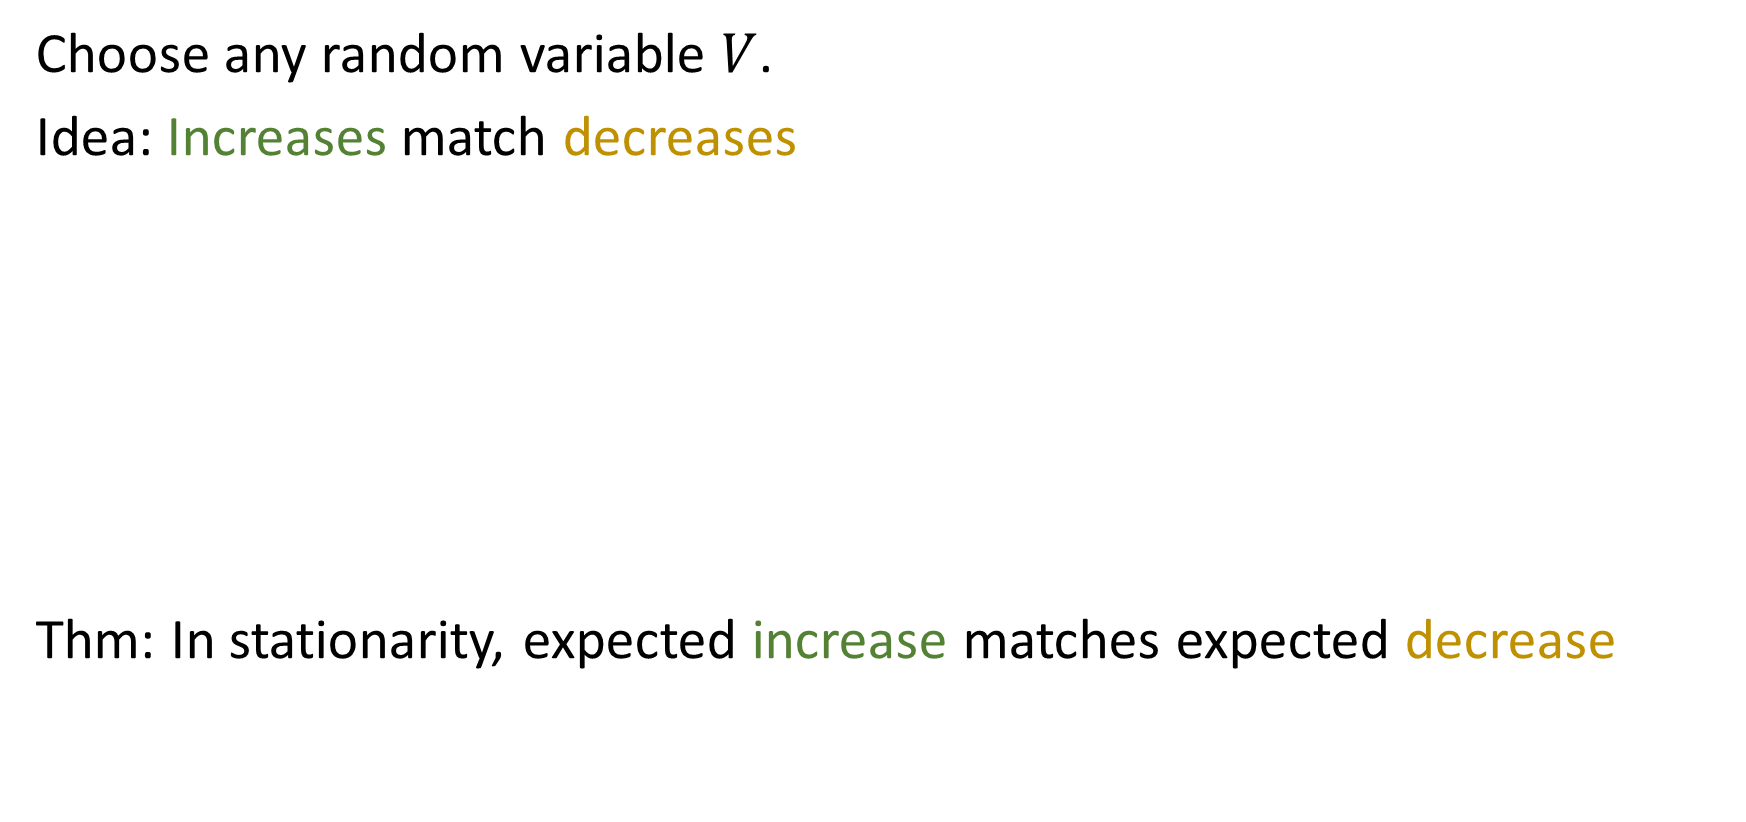 Choose any random variable V.
Idea: Increases match decreases
Thm: In stationarity, expected increase matches expected decrease